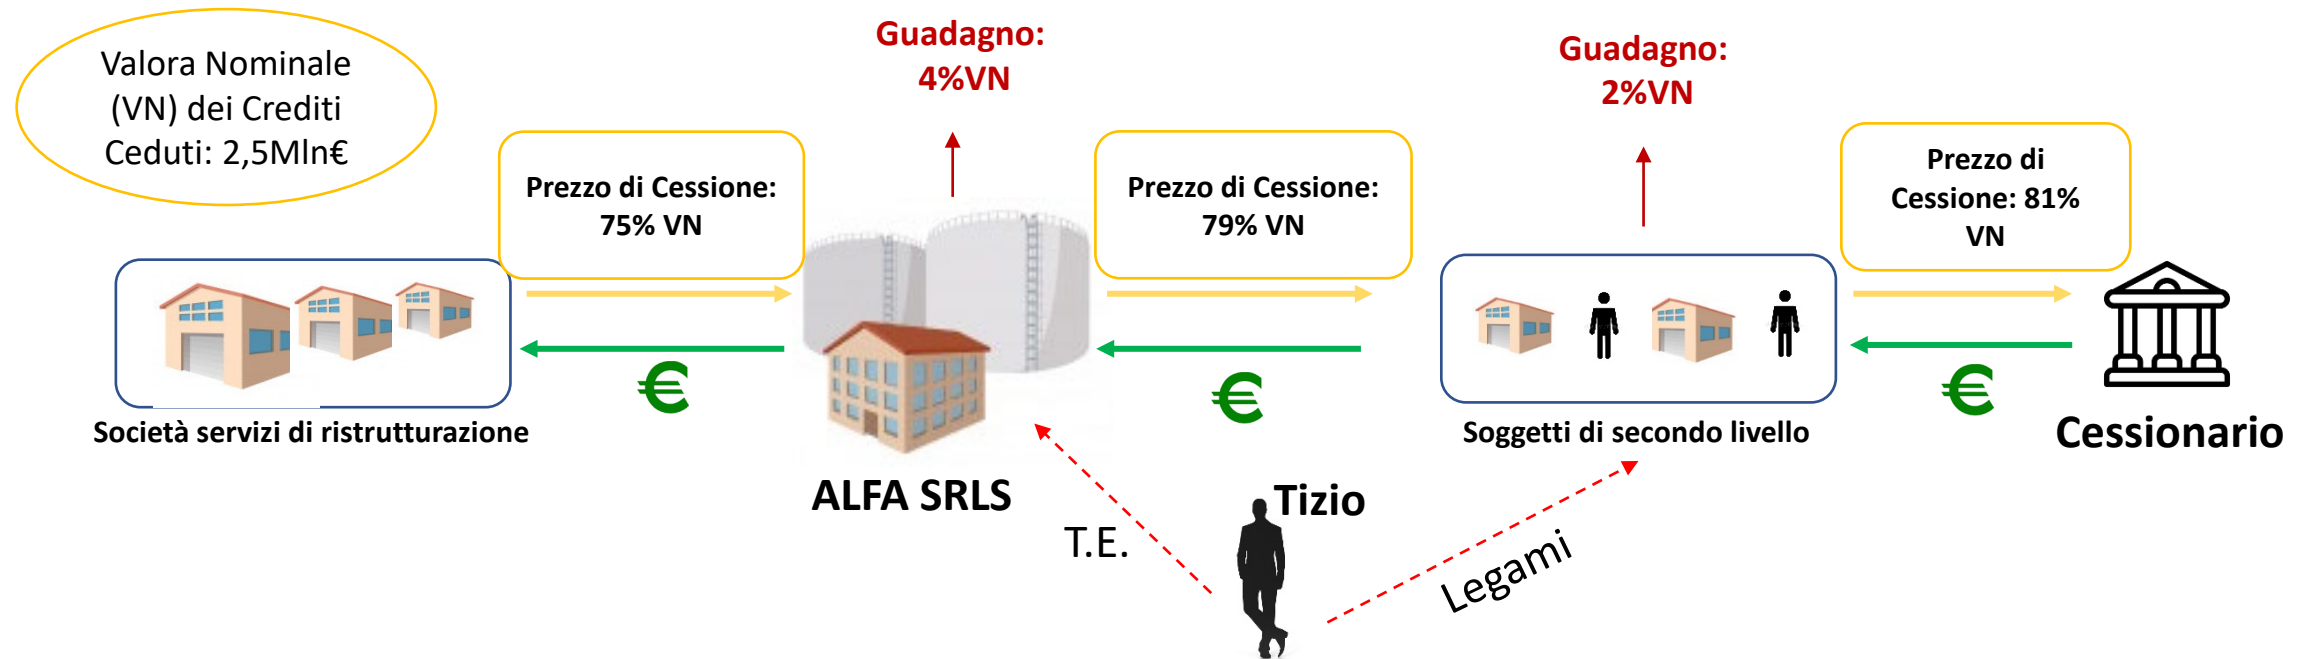 Valora Nominale
(VN) dei Crediti
Ceduti: 2,5Mln€
Guadagno:
4%VN
Guadagno:
2%VN
Prezzo di Cessione:
75% VN
Prezzo di Cessione:
79% VN
Prezzo di
Cessione: 81%
VN
€
€
€
Società servizi di ristrutturazione
ALFA SRLS
Soggetti di secondo livello
Cessionario
Tizio
T.E.
Legami